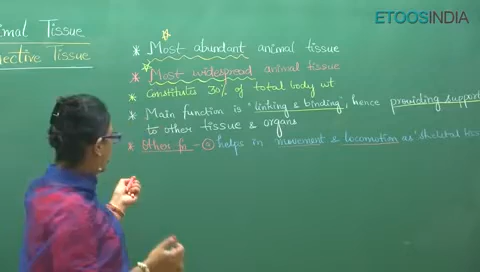 ETOOSINDIA
imal Tissue
ective Tissue
* Most abundant animal tissue
* Most widespread animal tissue
* Constitutes 30% of total body wt
* Main function is "linking & binding", hence providing support
to other tissue & organs
* Other fn - ⓐ helps in movement & locomotion as 'skeletal tiss